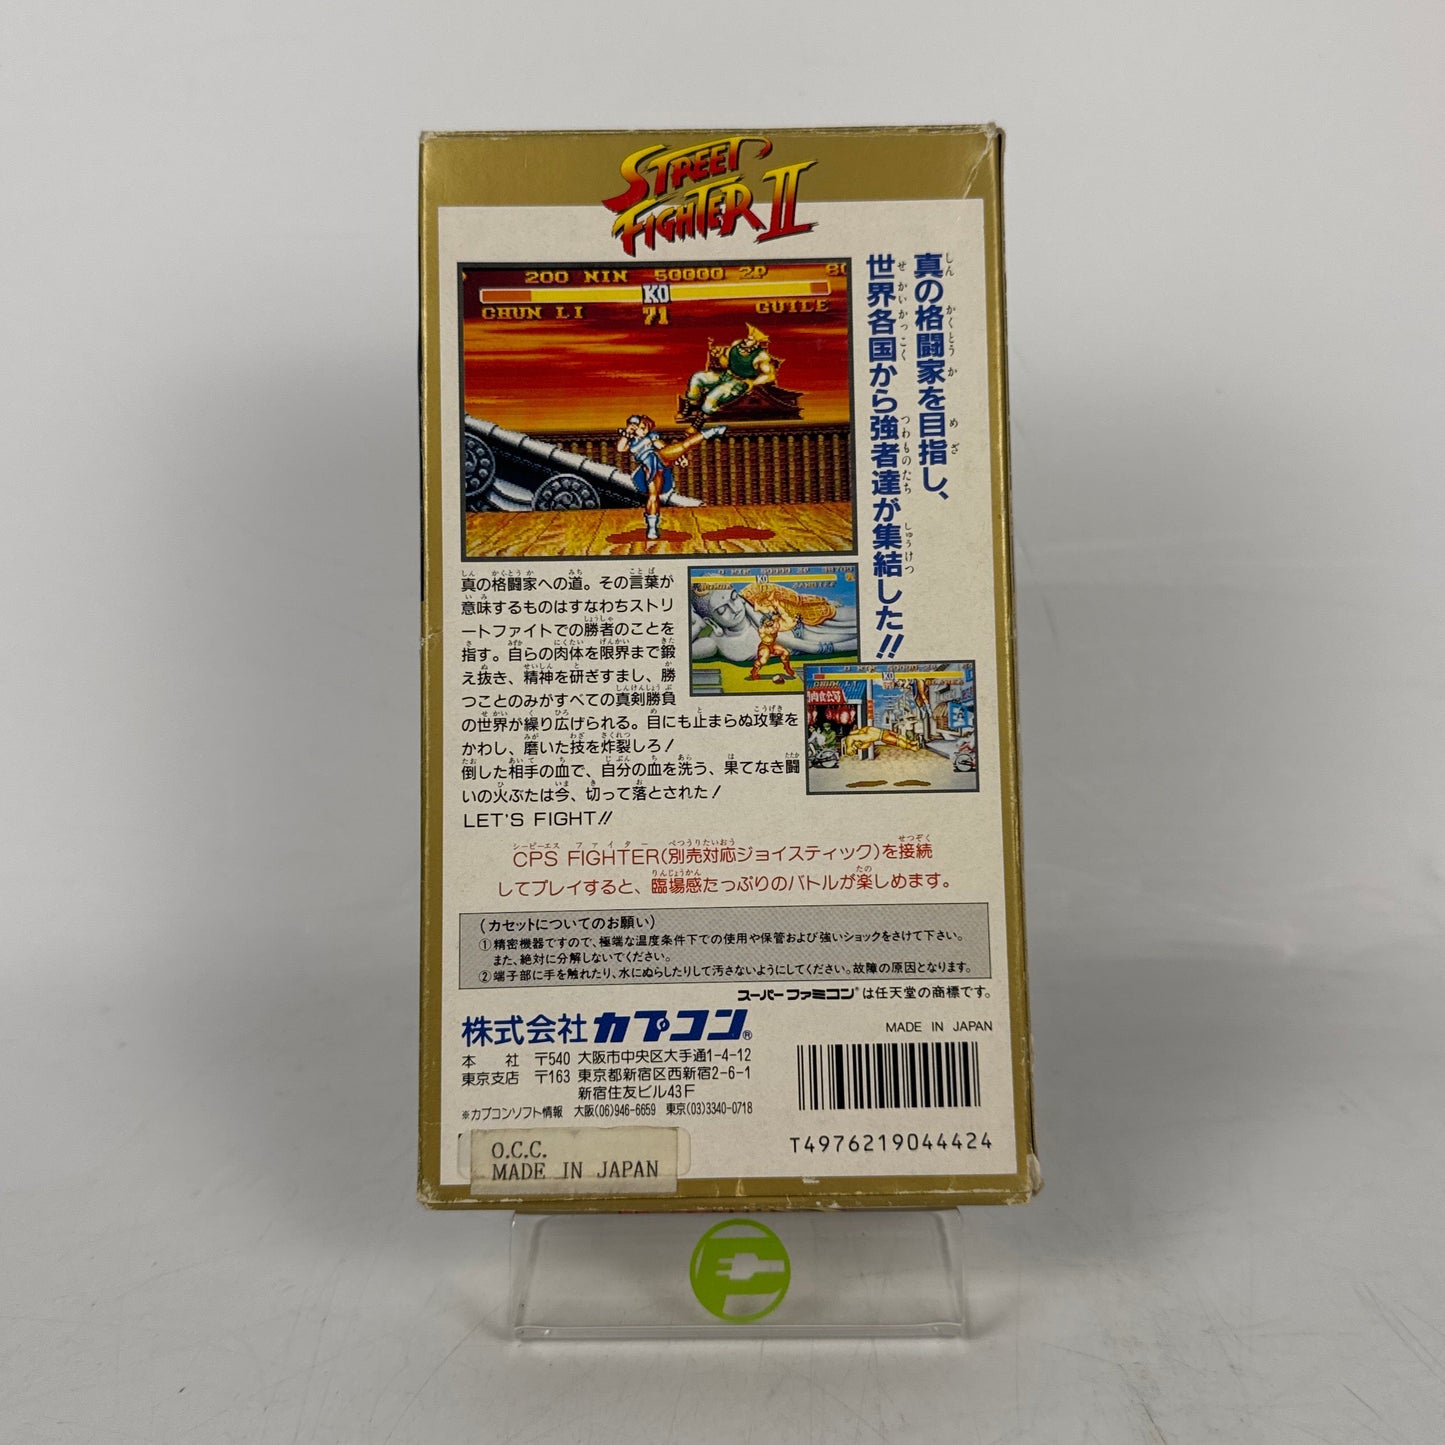 STREET
FIGHTER II
200 NIN 50000 2P
KO
CHUN LI 71 GUILE
真の格闘家を目指し、
世界各国から強者達が集結した!!
真の格闘家への道。その言葉が
意味するものはすなわちストリ
ートファイトでの勝者のことを
指す。自らの肉体を限界まで鍛
え抜き、精神を研ぎすまし、勝
つことのみがすべての真剣勝負
の世界が繰り広げられる。目にも止まらぬ攻撃を
かわし、磨いた技を炸裂しろ!
倒した相手の血で、自分の血を洗う、果てなき闘
いの火ぶたは今、切って落とされた!
LET'S FIGHT!!
CPS FIGHTER(別売対応ジョイスティック)を接続
してプレイすると、臨場感たっぷりのバトルが楽しめます。
(カセットについてのお願い)
①精密機器ですので、極端な温度条件下での使用や保管および強いショックをさけて下さい。
また、絶対に分解しないでください。
②端子部に手を触れたり、水にぬらしたりして汚さないようにしてください。故障の原因となります。
スーパーファミコン®は任天堂の商標です。
株式会社カプコン®
MADE IN JAPAN
本社 〒540 大阪市中央区大手通1-4-12
東京支店 〒163 東京都新宿区西新宿2-6-1
新宿住友ビル43F
※カプコンソフト情報 大阪(06)946-6659 東京(03)3340-0718
T4976219044424
O.C.C.
MADE IN JAPAN